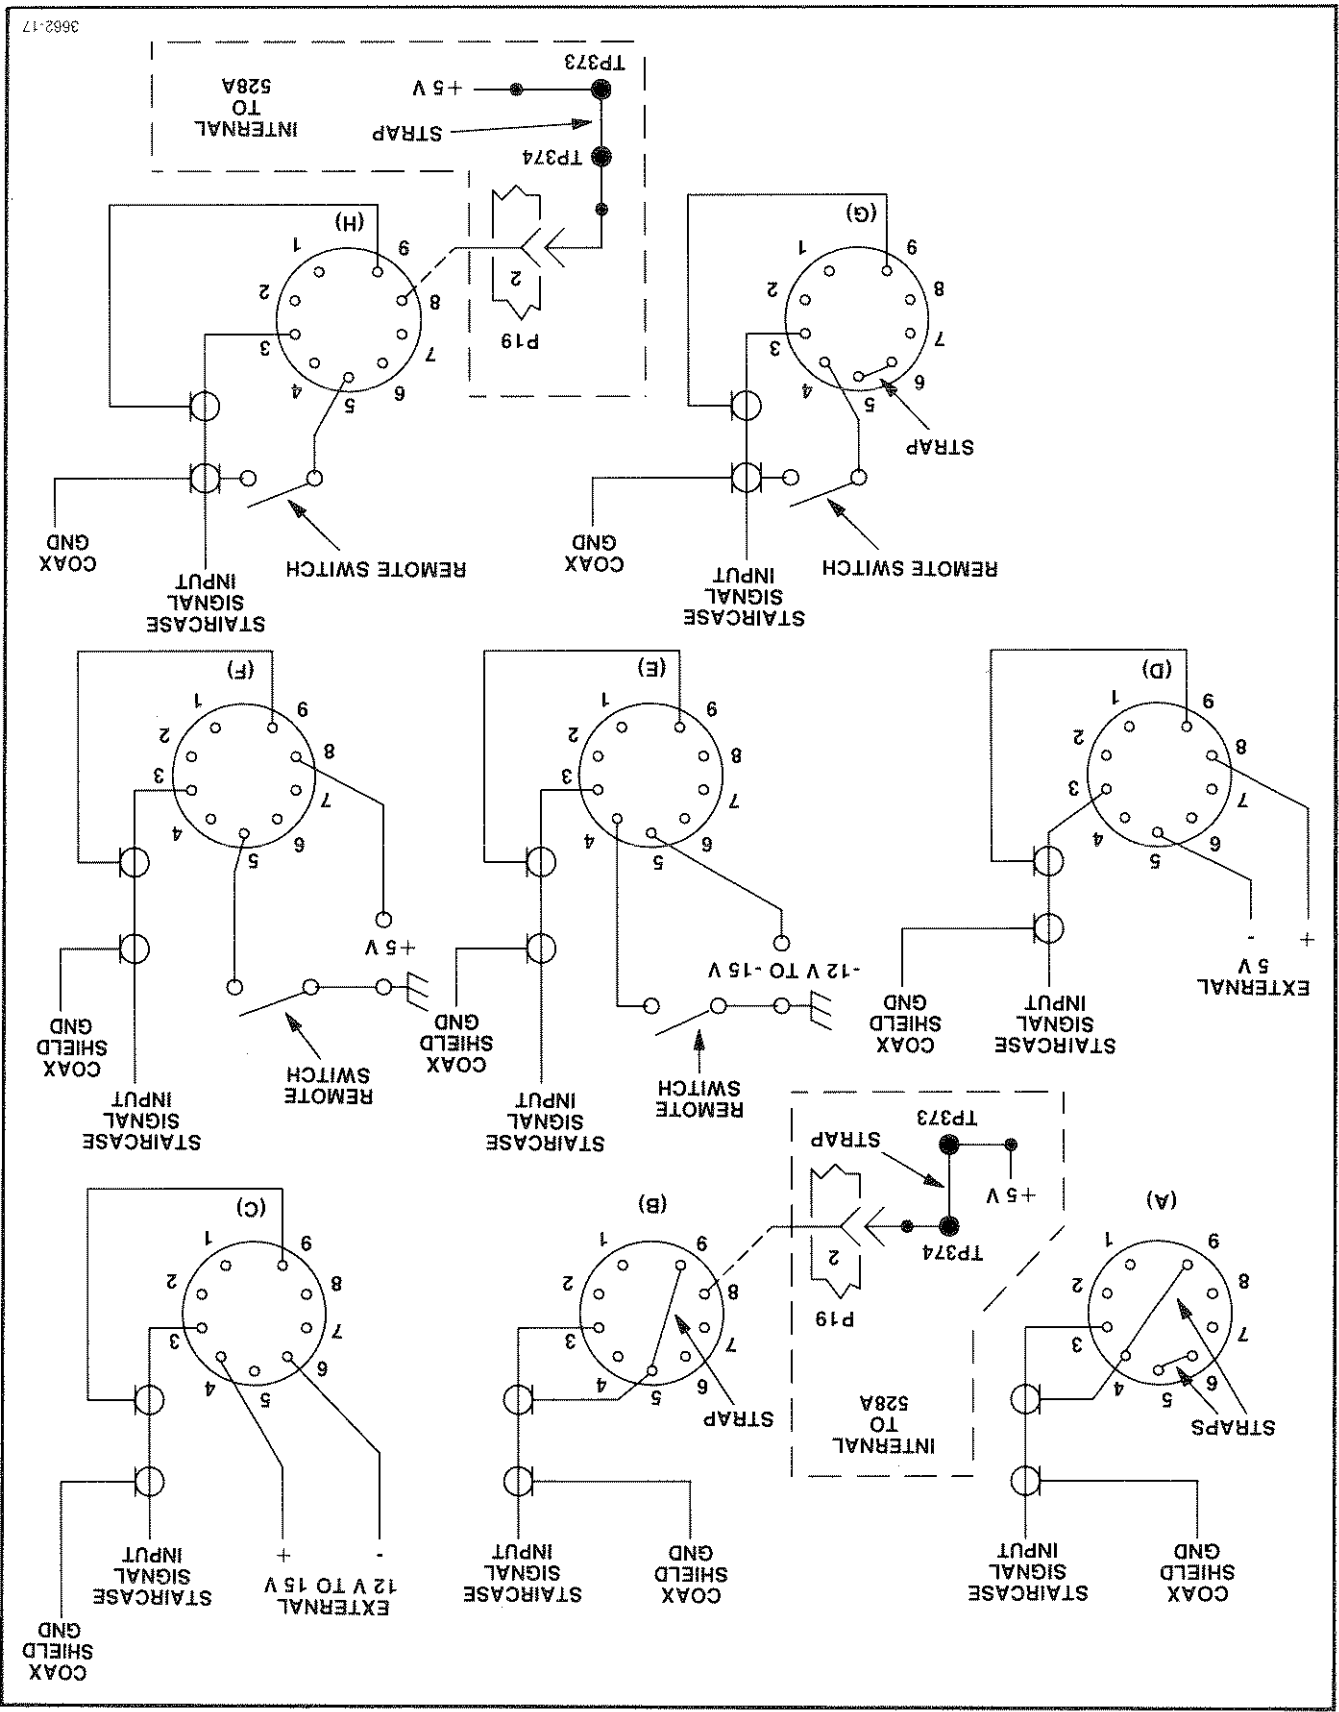 COAX
SHIELD
GND
STAIRCASE
SIGNAL
INPUT
STRAPS
1
2
3
4
5
6
7
8
9
(A)
INTERNAL
TO
528A
P19
2
TP374
+5 V
STRAP
TP373
COAX
SHIELD
GND
STAIRCASE
SIGNAL
INPUT
STRAP
1
2
3
4
5
6
7
8
9
(B)
EXTERNAL
12 V TO 15 V
- +
STAIRCASE
SIGNAL
INPUT
COAX
SHIELD
GND
1
2
3
4
5
6
7
8
9
(C)
EXTERNAL
5 V
+ -
STAIRCASE
SIGNAL
INPUT
COAX
SHIELD
GND
1
2
3
4
5
6
7
8
9
(D)
REMOTE
SWITCH
-12 V TO -15 V
STAIRCASE
SIGNAL
INPUT
COAX
SHIELD
GND
1
2
3
4
5
6
7
8
9
(E)
REMOTE
SWITCH
+5 V
STAIRCASE
SIGNAL
INPUT
COAX
SHIELD
GND
1
2
3
4
5
6
7
8
9
(F)
REMOTE SWITCH
STAIRCASE
SIGNAL
INPUT
COAX
GND
STRAP
1
2
3
4
5
6
7
8
9
(G)
REMOTE SWITCH
STAIRCASE
SIGNAL
INPUT
COAX
GND
1
2
3
4
5
6
7
8
9
(H)
P19
2
TP374
STRAP
+5 V
TP373
INTERNAL
TO
528A
3662-17